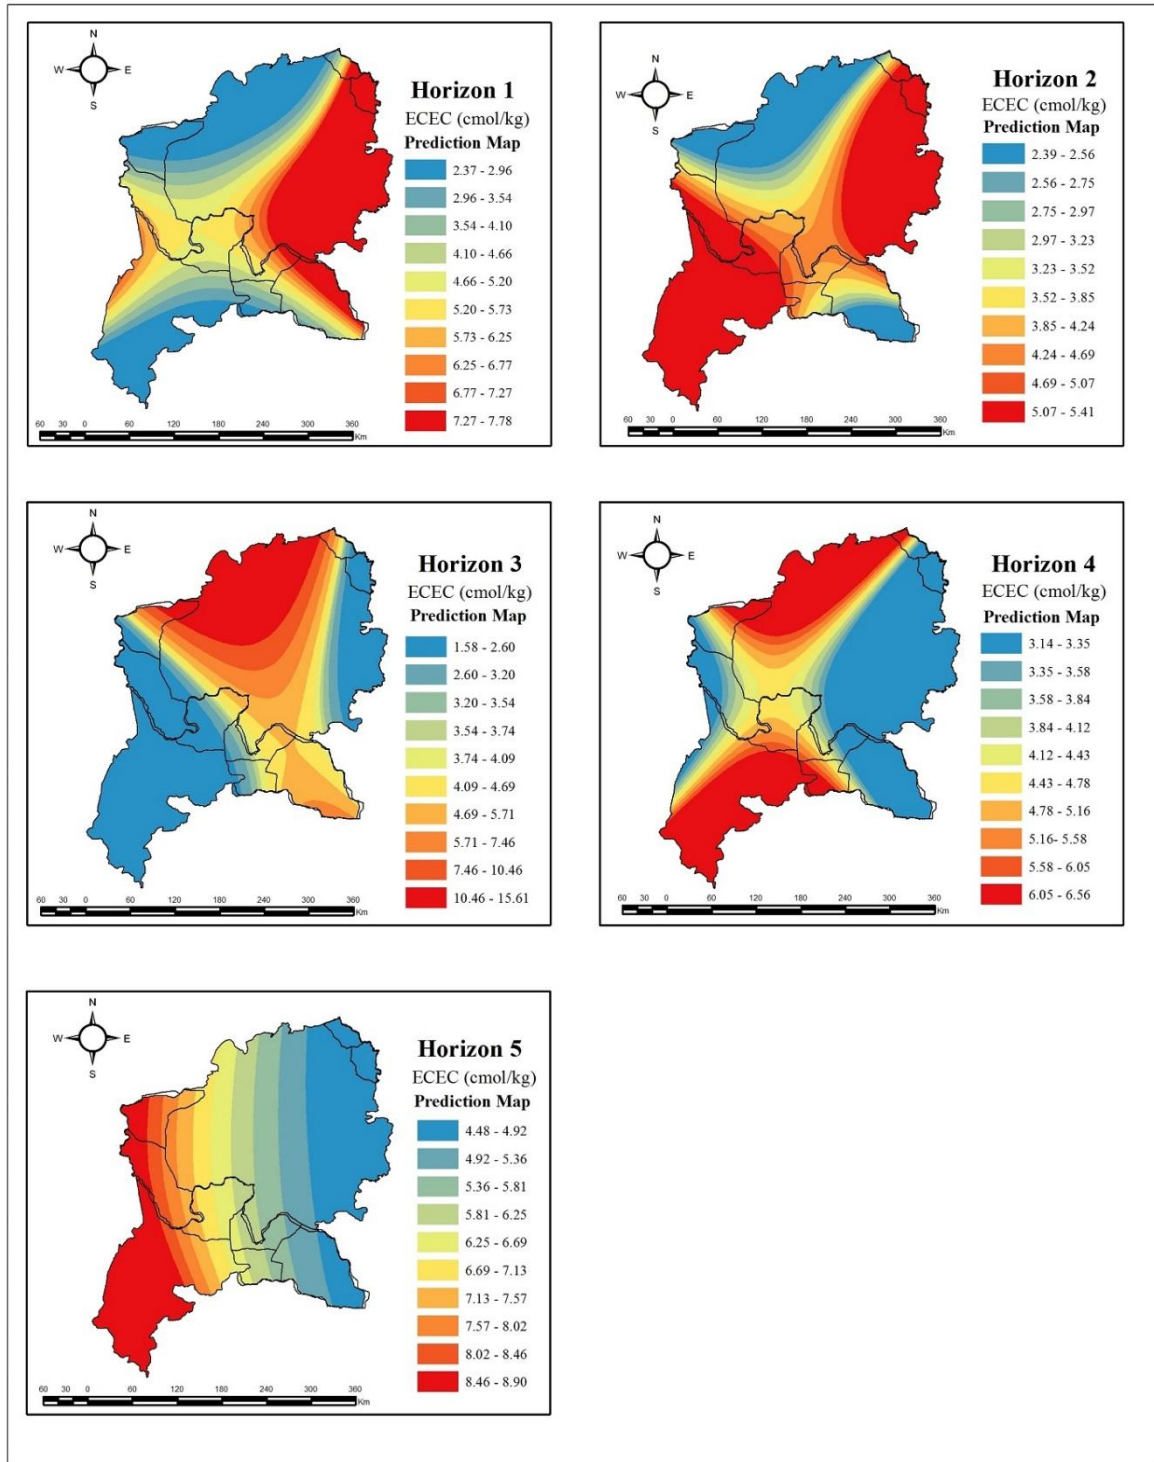 N
W E
S
Horizon 1
ECEC (cmol/kg)
Prediction Map
2.37 - 2.96
2.96 - 3.54
3.54 - 4.10
4.10 - 4.66
4.66 - 5.20
5.20 - 5.73
5.73 - 6.25
6.25 - 6.77
6.77 - 7.27
7.27 - 7.78
60 30 0 60 120 180 240 300 360
Km
N
W E
S
Horizon 2
ECEC (cmol/kg)
Prediction Map
2.39 - 2.56
2.56 - 2.75
2.75 - 2.97
2.97 - 3.23
3.23 - 3.52
3.52 - 3.85
3.85 - 4.24
4.24 - 4.69
4.69 - 5.07
5.07 - 5.41
60 30 0 60 120 180 240 300 360
Km
N
W E
S
Horizon 3
ECEC (cmol/kg)
Prediction Map
1.58 - 2.60
2.60 - 3.20
3.20 - 3.54
3.54 - 3.74
3.74 - 4.09
4.09 - 4.69
4.69 - 5.71
5.71 - 7.46
7.46 - 10.46
10.46 - 15.61
60 30 0 60 120 180 240 300 360
Km
N
W E
S
Horizon 4
ECEC (cmol/kg)
Prediction Map
3.14 - 3.35
3.35 - 3.58
3.58 - 3.84
3.84 - 4.12
4.12 - 4.43
4.43 - 4.78
4.78 - 5.16
5.16- 5.58
5.58 - 6.05
6.05 - 6.56
60 30 0 60 120 180 240 300 360
Km
N
W E
S
Horizon 5
ECEC (cmol/kg)
Prediction Map
4.48 - 4.92
4.92 - 5.36
5.36 - 5.81
5.81 - 6.25
6.25 - 6.69
6.69 - 7.13
7.13 - 7.57
7.57 - 8.02
8.02 - 8.46
8.46 - 8.90
60 30 0 60 120 180 240 300 360
Km